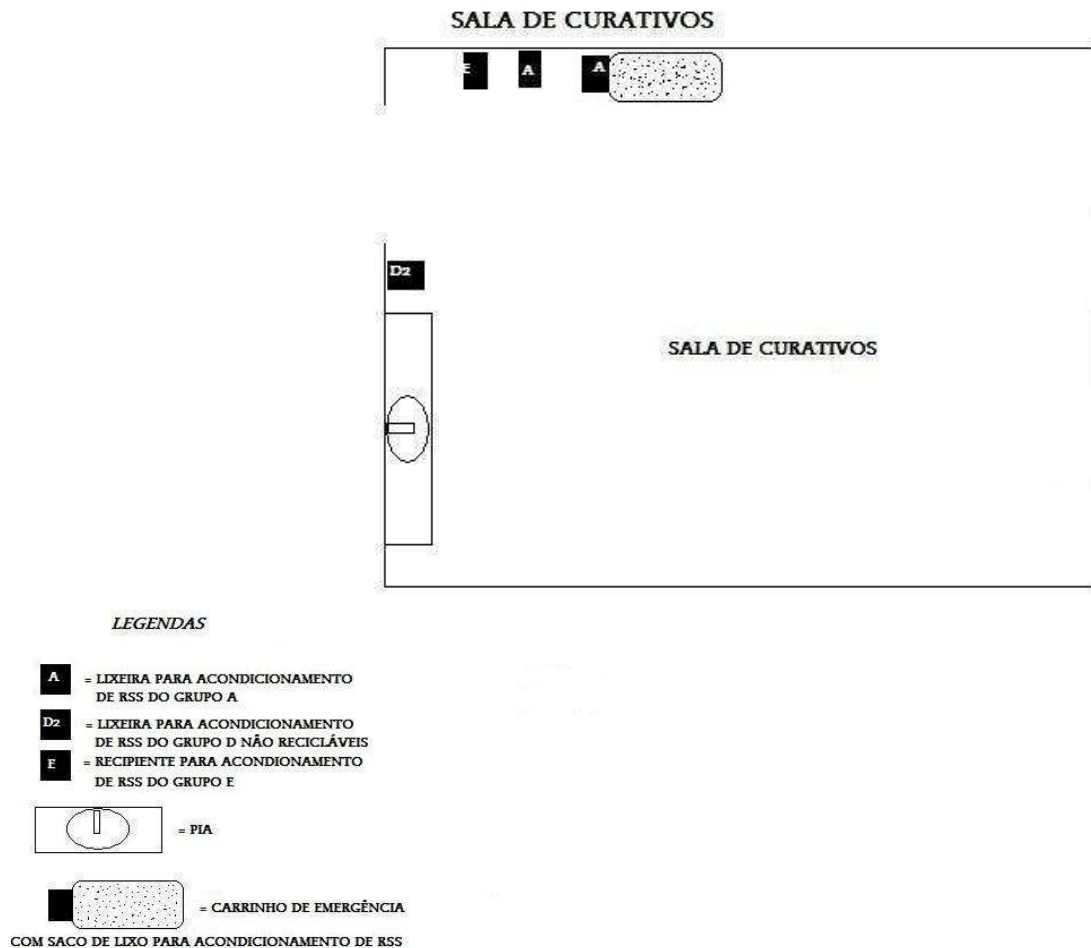 SALA DE CURATIVOS
E
A
A
D2
SALA DE CURATIVOS
LEGENDAS
A = LIXEIRA PARA ACONDICIONAMENTO
DE RSS DO GRUPO A
D2 = LIXEIRA PARA ACONDICIONAMENTO
DE RSS DO GRUPO D NÃO RECICLÁVEIS
E = RECIPIENTE PARA ACONDIONAMENTO
DE RSS DO GRUPO E
= PIA
= CARRINHO DE EMERGÊNCIA
COM SACO DE LIXO PARA ACONDICIONAMENTO DE RSS